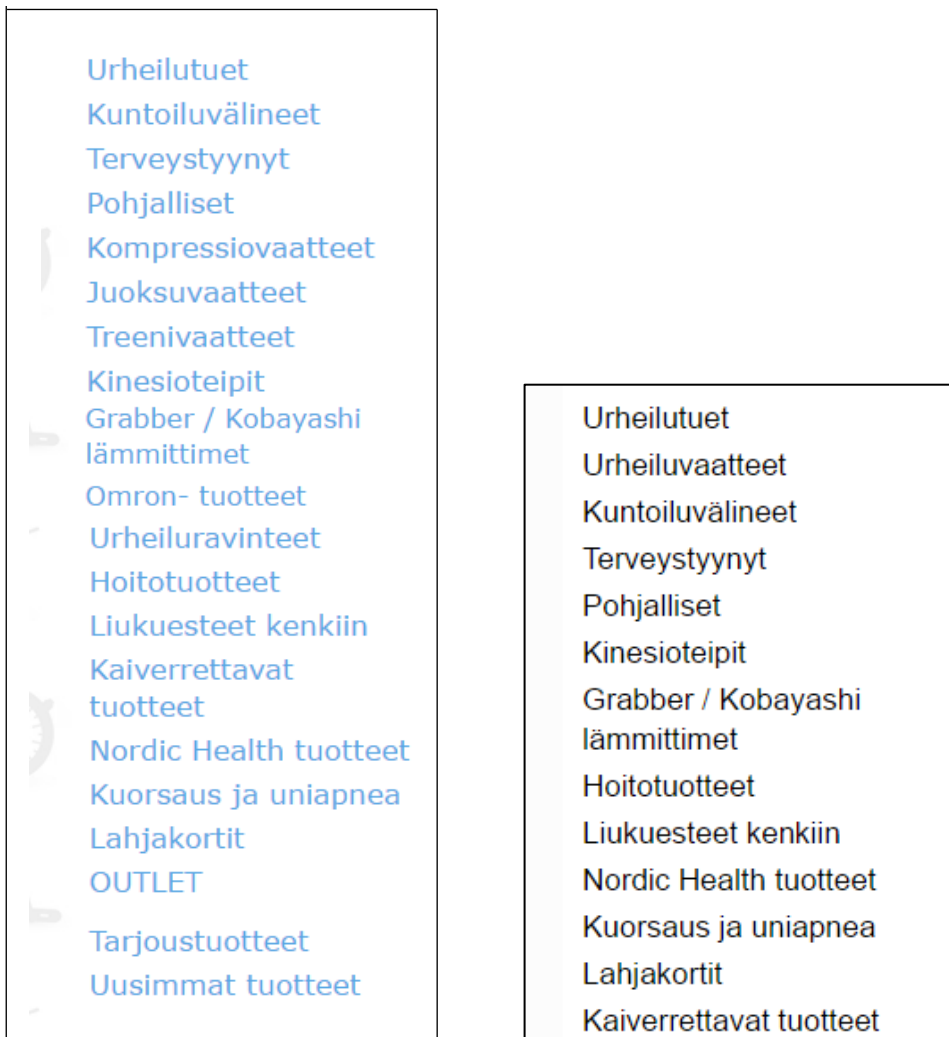 Urheilutuet
Kuntoiluvälineet
Terveystyynyt
Pohjalliset
Kompressiovaatteet
Juoksuvaatteet
Treenivaatteet
Kinesioteipit
Grabber / Kobayashi
lämmittimet
Omron- tuotteet
Urheiluravinteet
Hoitotuotteet
Liukuesteet kenkiin
Kaiverrettavat
tuotteet
Nordic Health tuotteet
Kuorsaus ja uniapnea
Lahjakortit
OUTLET
Tarjoustuotteet
Uusimmat tuotteet
Urheilutuet
Urheiluvaatteet
Kuntoiluvälineet
Terveystyynyt
Pohjalliset
Kinesioteipit
Grabber / Kobayashi
lämmittimet
Hoitotuotteet
Liukuesteet kenkiin
Nordic Health tuotteet
Kuorsaus ja uniapnea
Lahjakortit
Kaiverrettavat tuotteet